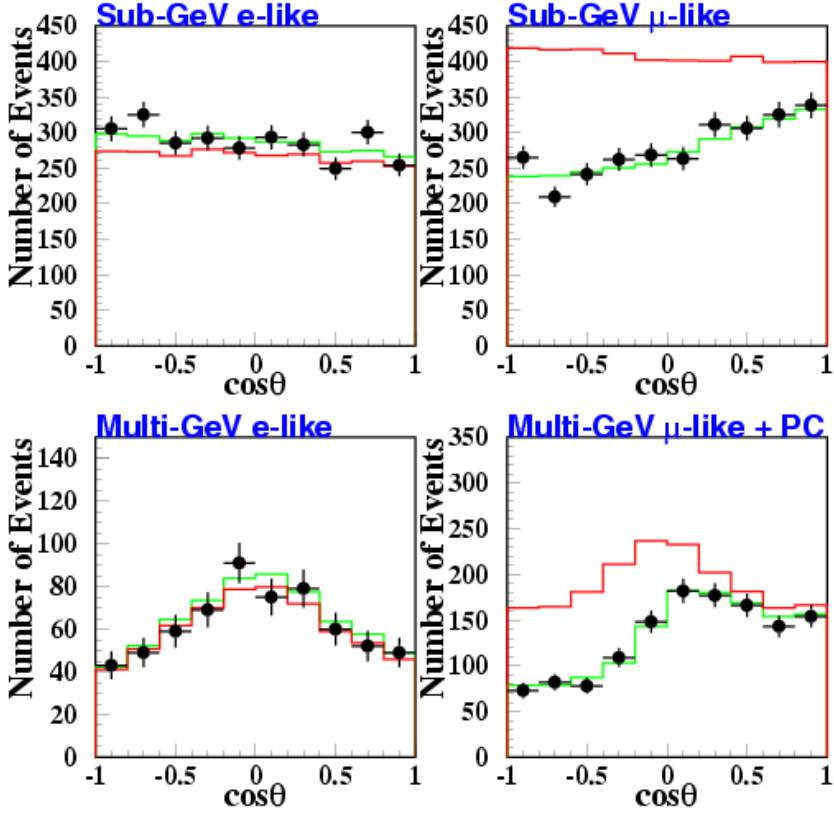 Sub-GeV e-like
Number of Events
450
400
350
300
250
200
150
100
50
0
-1 -0.5 0 0.5 1
cosθ
Sub-GeV μ-like
Number of Events
450
400
350
300
250
200
150
100
50
0
-1 -0.5 0 0.5 1
cosθ
Multi-GeV e-like
Number of Events
140
120
100
80
60
40
20
0
-1 -0.5 0 0.5 1
cosθ
Multi-GeV μ-like + PC
Number of Events
350
300
250
200
150
100
50
0
-1 -0.5 0 0.5 1
cosθ